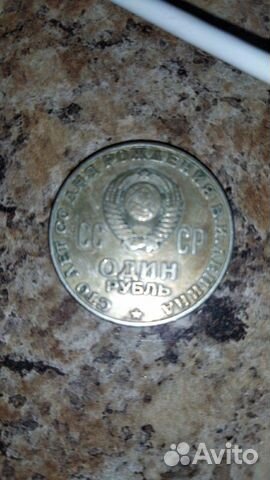 СТО ЛЕТ СО ДНЯ РОЖДЕНИЯ В.И.ЛЕНИНА
СС СР
ОДИН
РУБЛЬ
Avito